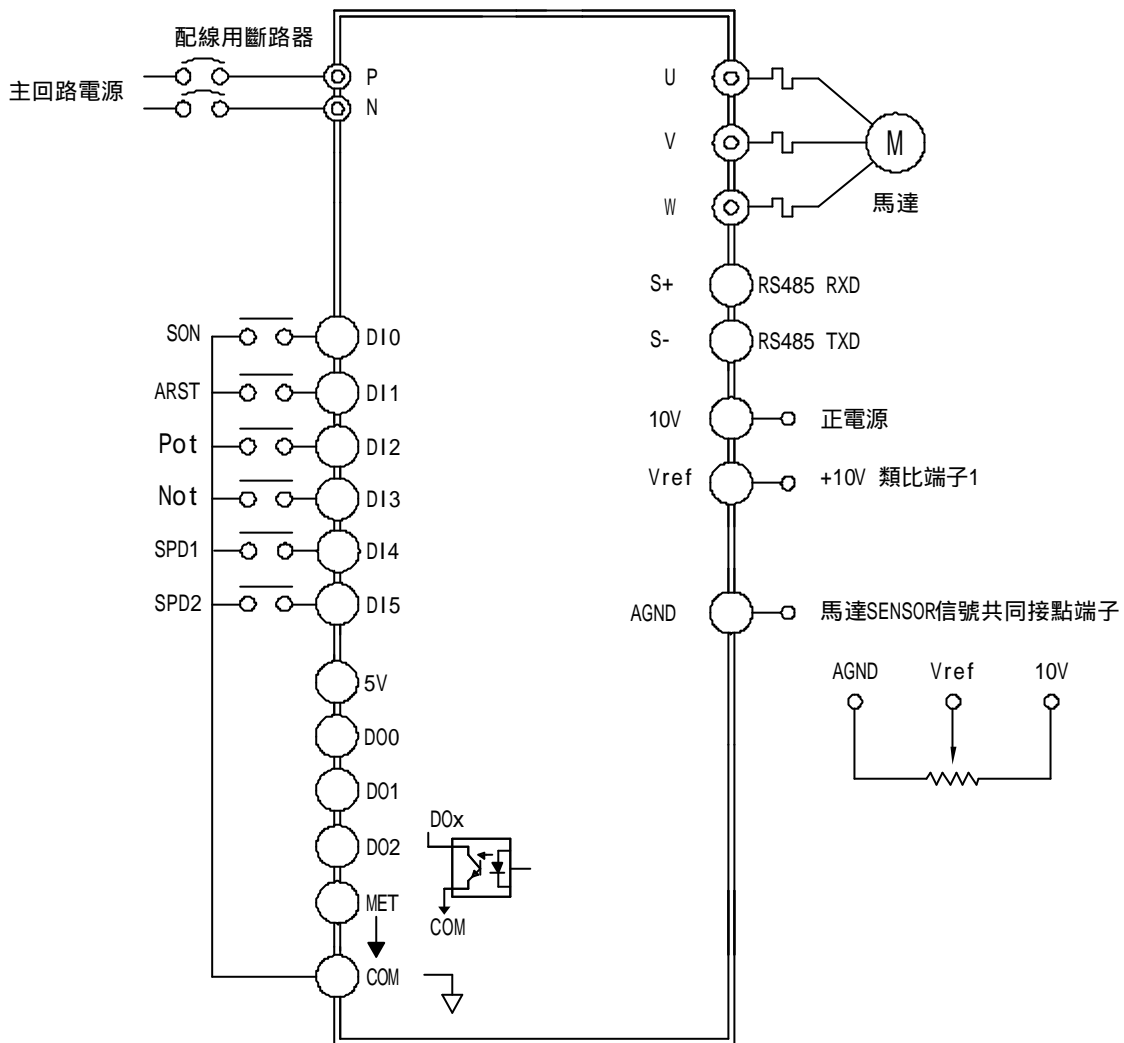 配線用斷路器
主回路電源
P
N
U
V
W
M
馬達
S+ RS485 RXD
S- RS485 TXD
10V 正電源
Vref +10V 類比端子1
AGND 馬達SENSOR信號共同接點端子
AGND Vref 10V
SON DI0
ARST DI1
Pot DI2
Not DI3
SPD1 DI4
SPD2 DI5
5V
DO0
DO1
DO2
MET
COM
DOx
COM